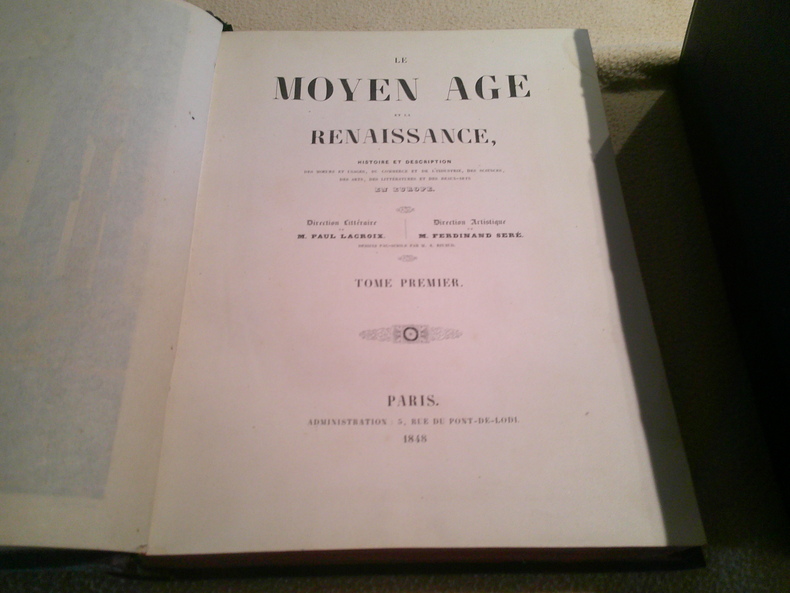 LE
MOYEN AGE
ET LA
RENAISSANCE,
HISTOIRE ET DESCRIPTION
DES MŒURS ET USAGES, DU COMMERCE ET DE L'INDUSTRIE, DES SCIENCES,
DES ARTS, DES LITTÉRATURES ET DES BEAUX-ARTS
EN EUROPE.
Direction Littéraire Direction Artistique
M. PAUL LACROIX. M. FERDINAND SERÉ.
TOME PREMIER.
PARIS.
ADMINISTRATION : 5, RUE DU PONT-DE-LODI.
1848